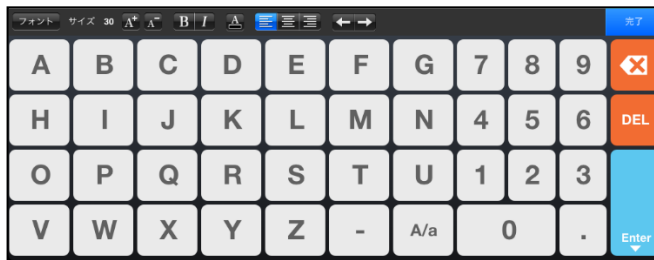 フォント サイズ 30 A+ A- B I A 完了
A B C D E F G 7 8 9
H I J K L M N 4 5 6 DEL
O P Q R S T U 1 2 3
V W X Y Z - A/a 0 . Enter